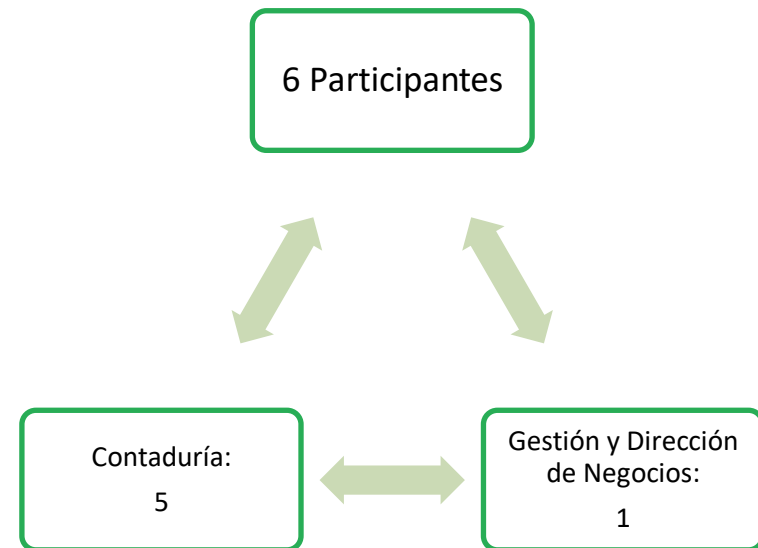 6 Participantes
Contaduría:
5
Gestión y Dirección
de Negocios:
1